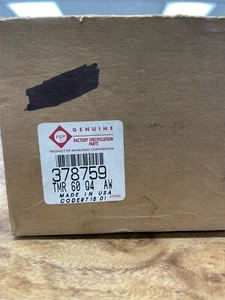 GENUINE
FSP
FACTORY SPECIFICATION
PARTS
PRODUCT OF WHIRLPOOL CORPORATION
378759
TMR 60 Q4 AW
MADE IN USA
CODE9715 01